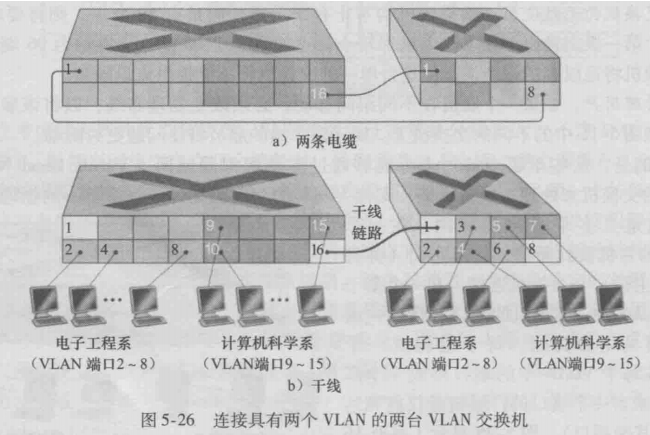 1
16
1
8
a) 两条电缆
1
9
15
干线
链路
1
3
5
7
2
4
8
10
16
2
4
6
8
电子工程系
(VLAN 端口2~8)
计算机科学系
(VLAN端口9~15)
电子工程系
(VLAN 端口2~8)
计算机科学系
(VLAN端口9~15)
b) 干线
图 5-26 连接具有两个 VLAN 的两台 VLAN 交换机